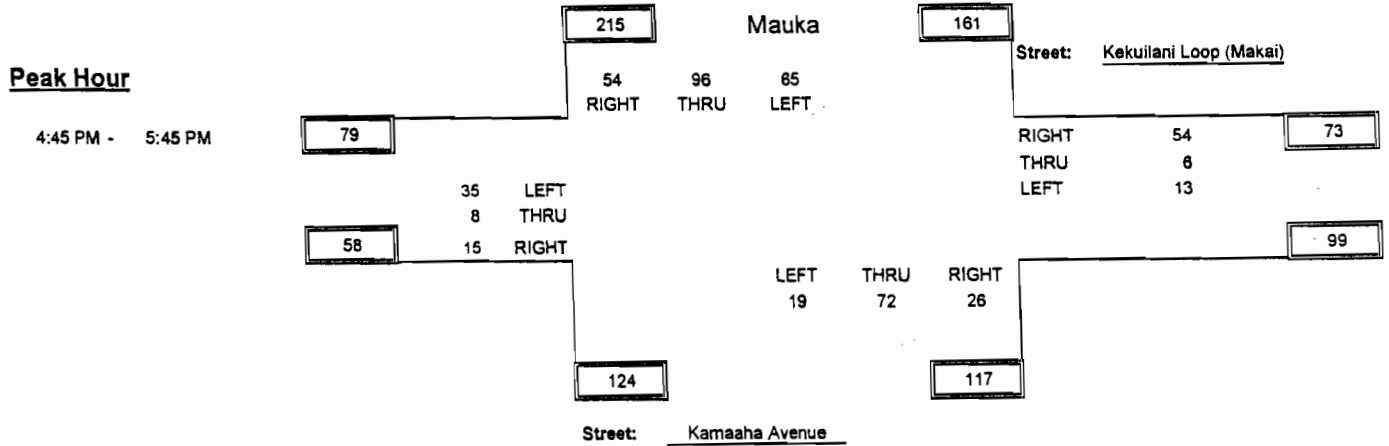 215 Mauka 161
Street: Kekuilani Loop (Makai)
Peak Hour
54 96 65
RIGHT THRU LEFT
4:45 PM - 5:45 PM
79
RIGHT 54
73
THRU 6
LEFT 13
35 LEFT
8 THRU
58
15 RIGHT
99
LEFT THRU RIGHT
19 72 26
124 117
Street: Kamaaha Avenue